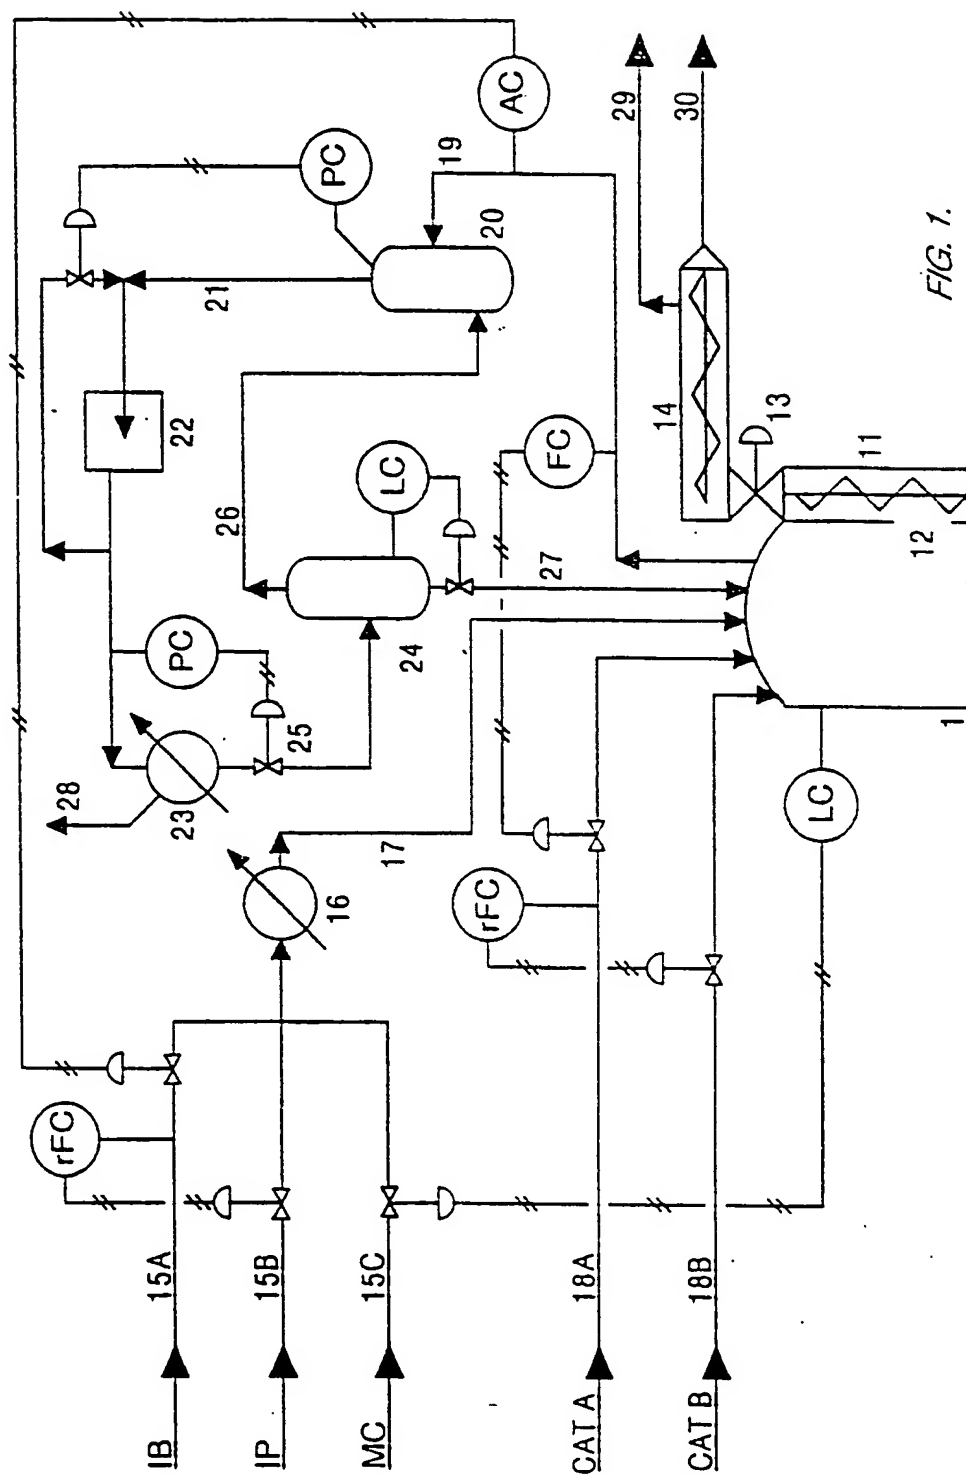 IB
IP
MC
CAT A
CAT B
15A
15B
15C
18A
18B
rFC
rFC
16
17
28
23
25
24
PC
22
26
21
LC
27
FC
PC
20
19
AC
LC
1
12
11
13
14
29
30
FIG. 1.